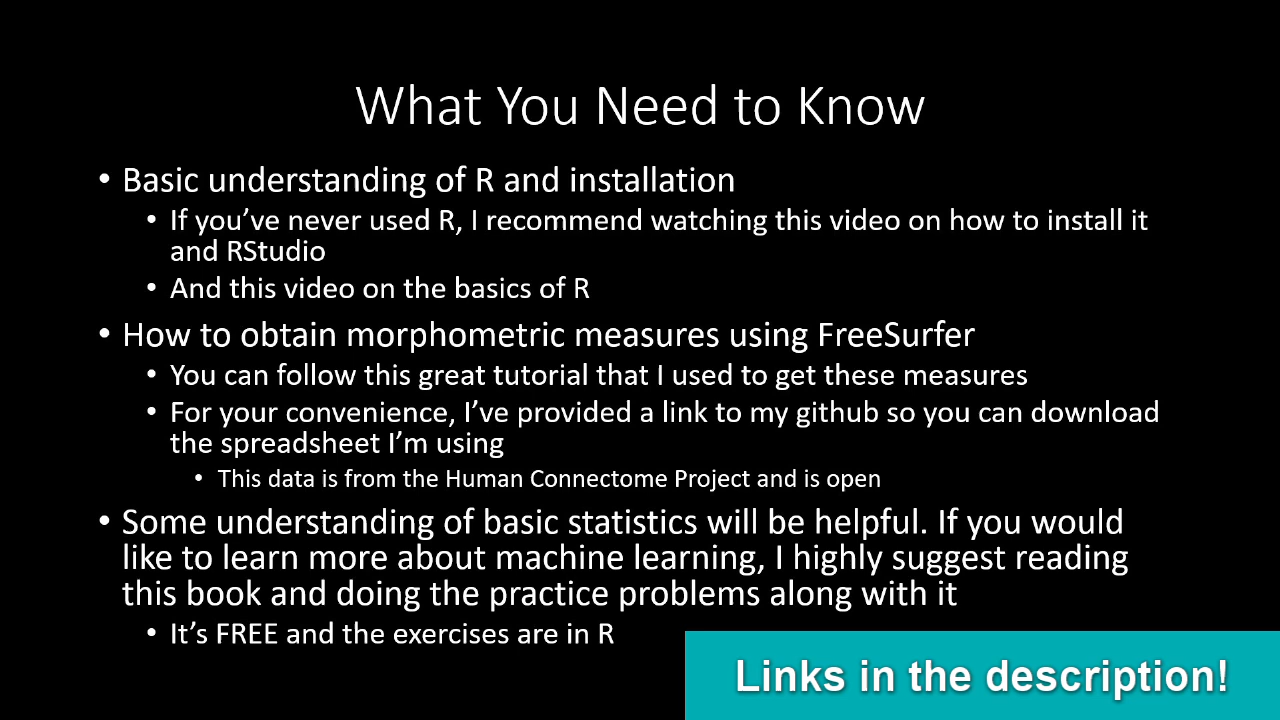 What You Need to Know
• Basic understanding of R and installation
• If you’ve never used R, I recommend watching this video on how to install it
and RStudio
• And this video on the basics of R
• How to obtain morphometric measures using FreeSurfer
• You can follow this great tutorial that I used to get these measures
• For your convenience, I’ve provided a link to my github so you can download
the spreadsheet I’m using
• This data is from the Human Connectome Project and is open
• Some understanding of basic statistics will be helpful. If you would
like to learn more about machine learning, I highly suggest reading
this book and doing the practice problems along with it
• It’s FREE and the exercises are in R
Links in the description!